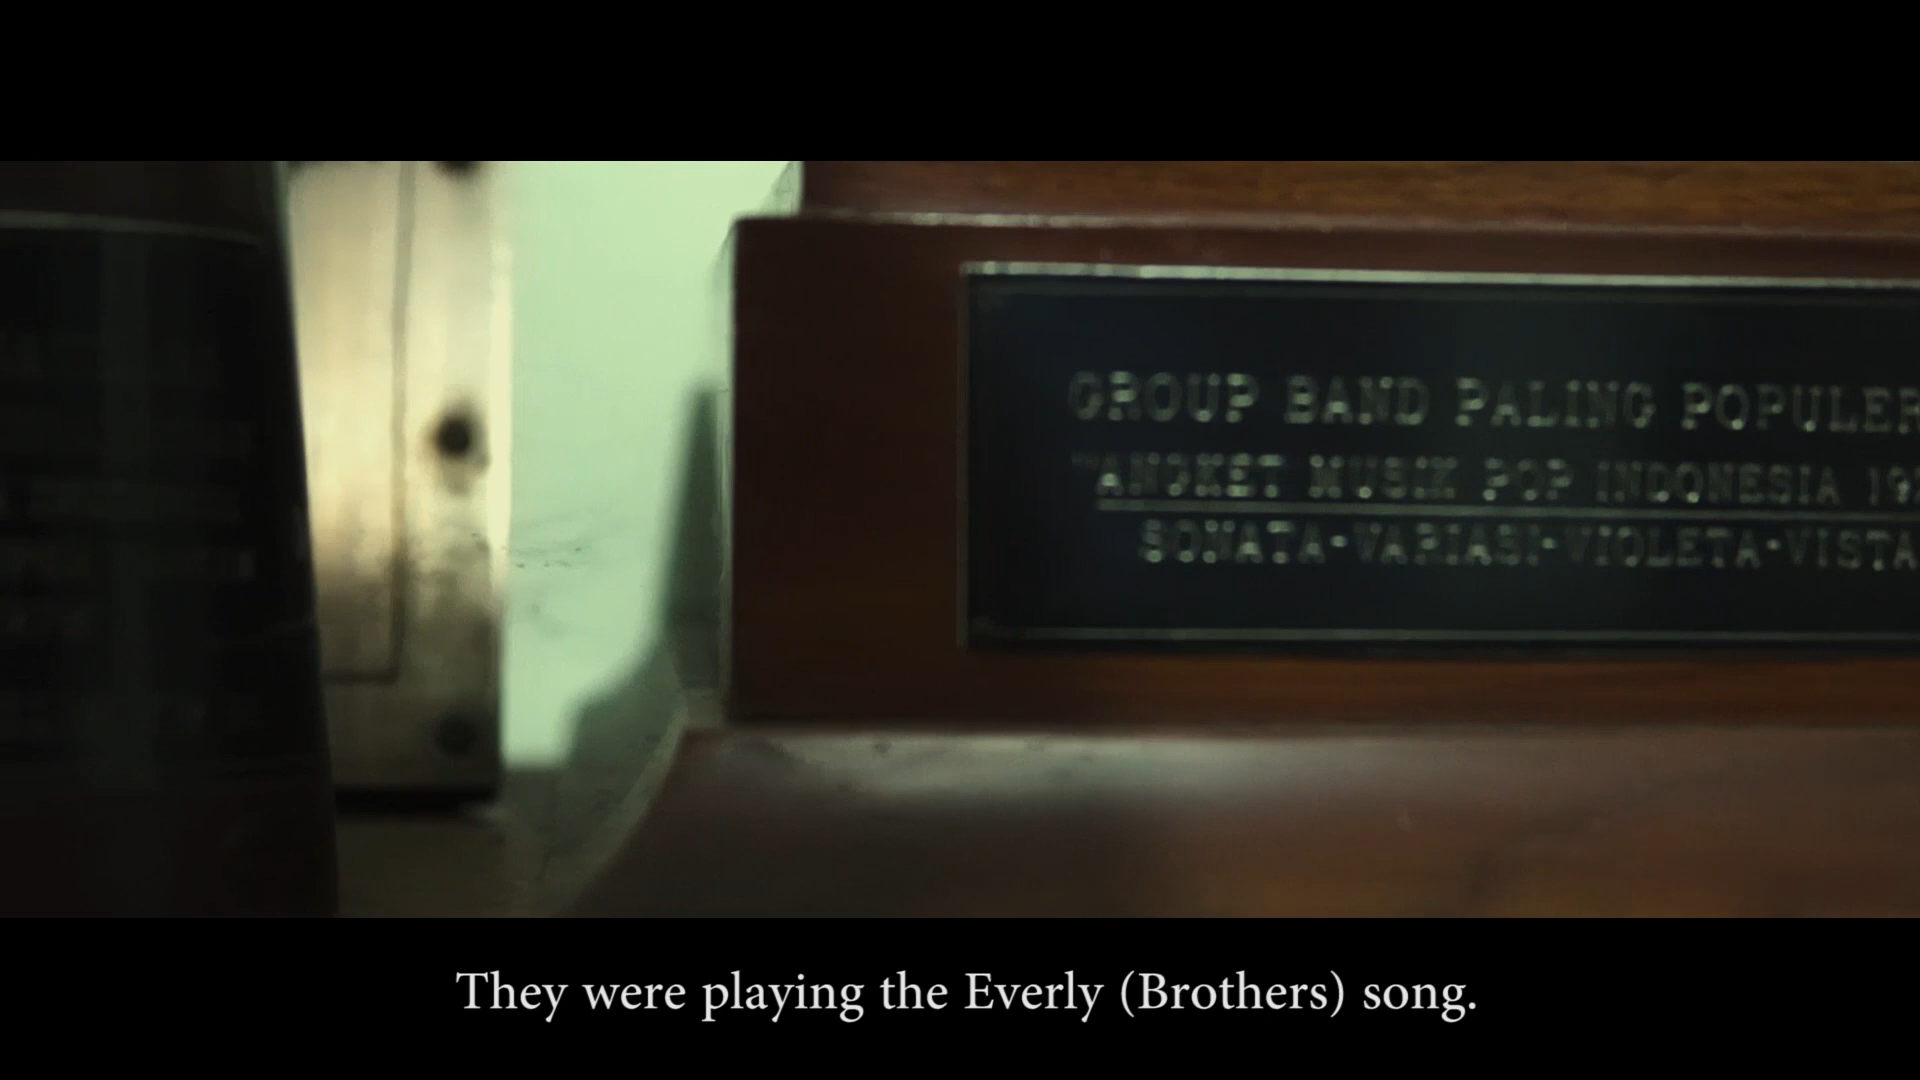 GROUP BAND PALING POPULER
"ANGKET MUSIK POP INDONESIA
SONATA·VARIASI·VIOLETA·VISTA
They were playing the Everly (Brothers) song.